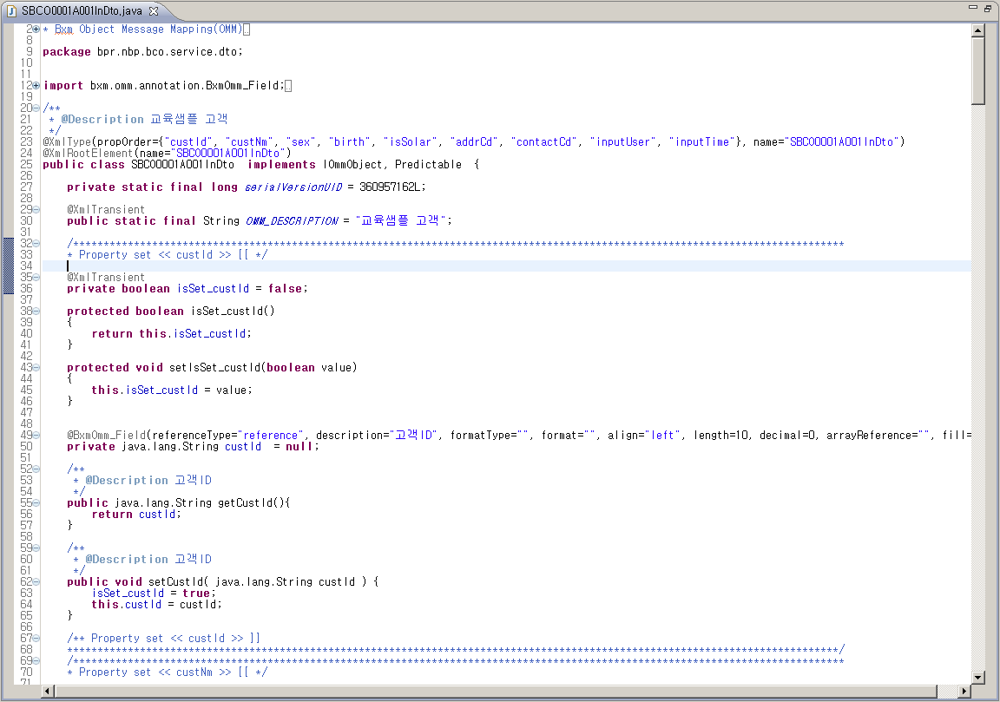 SBCO0001A001InDto.java
2 * Bxm Object Message Mapping(OMM)
8
9 package bpr.nbp.bco.service.dto;
10
11
12 import bxm.omm.annotation.BxmOmm_Field;
19
20 /**
21 * @Description 교육샘플 고객
22 */
23 @XmlType(propOrder={"custId", "custNm", "sex", "birth", "isSolar", "addrCd", "contactCd", "inputUser", "inputTime"}, name="SBCO0001A001InDto")
24 @XmlRootElement(name="SBCO0001A001InDto")
25 public class SBCO0001A001InDto implements IOmmObject, Predictable {
26
27 private static final long serialVersionUID = 360957162L;
28
29 @XmlTransient
30 public static final String OMM_DESCRIPTION = "교육샘플 고객";
31
32 /*******************************************************************************************************************************
33 * Property set << custId >> [[ */
34
35 @XmlTransient
36 private boolean isSet_custId = false;
37
38 protected boolean isSet_custId()
39 {
40 return this.isSet_custId;
41 }
42
43 protected void setIsSet_custId(boolean value)
44 {
45 this.isSet_custId = value;
46 }
47
48
49 @BxmOmm_Field(referenceType="reference", description="고객ID", formatType="", format="", align="left", length=10, decimal=0, arrayReference="", fill=
50 private java.lang.String custId = null;
51
52 /**
53 * @Description 고객ID
54 */
55 public java.lang.String getCustId(){
56 return custId;
57 }
58
59 /**
60 * @Description 고객ID
61 */
62 public void setCustId( java.lang.String custId ) {
63 isSet_custId = true;
64 this.custId = custId;
65 }
66
67 /** Property set << custId >> ]]
68 *******************************************************************************************************************************/
69 /*******************************************************************************************************************************
70 * Property set << custNm >> [[ */
71